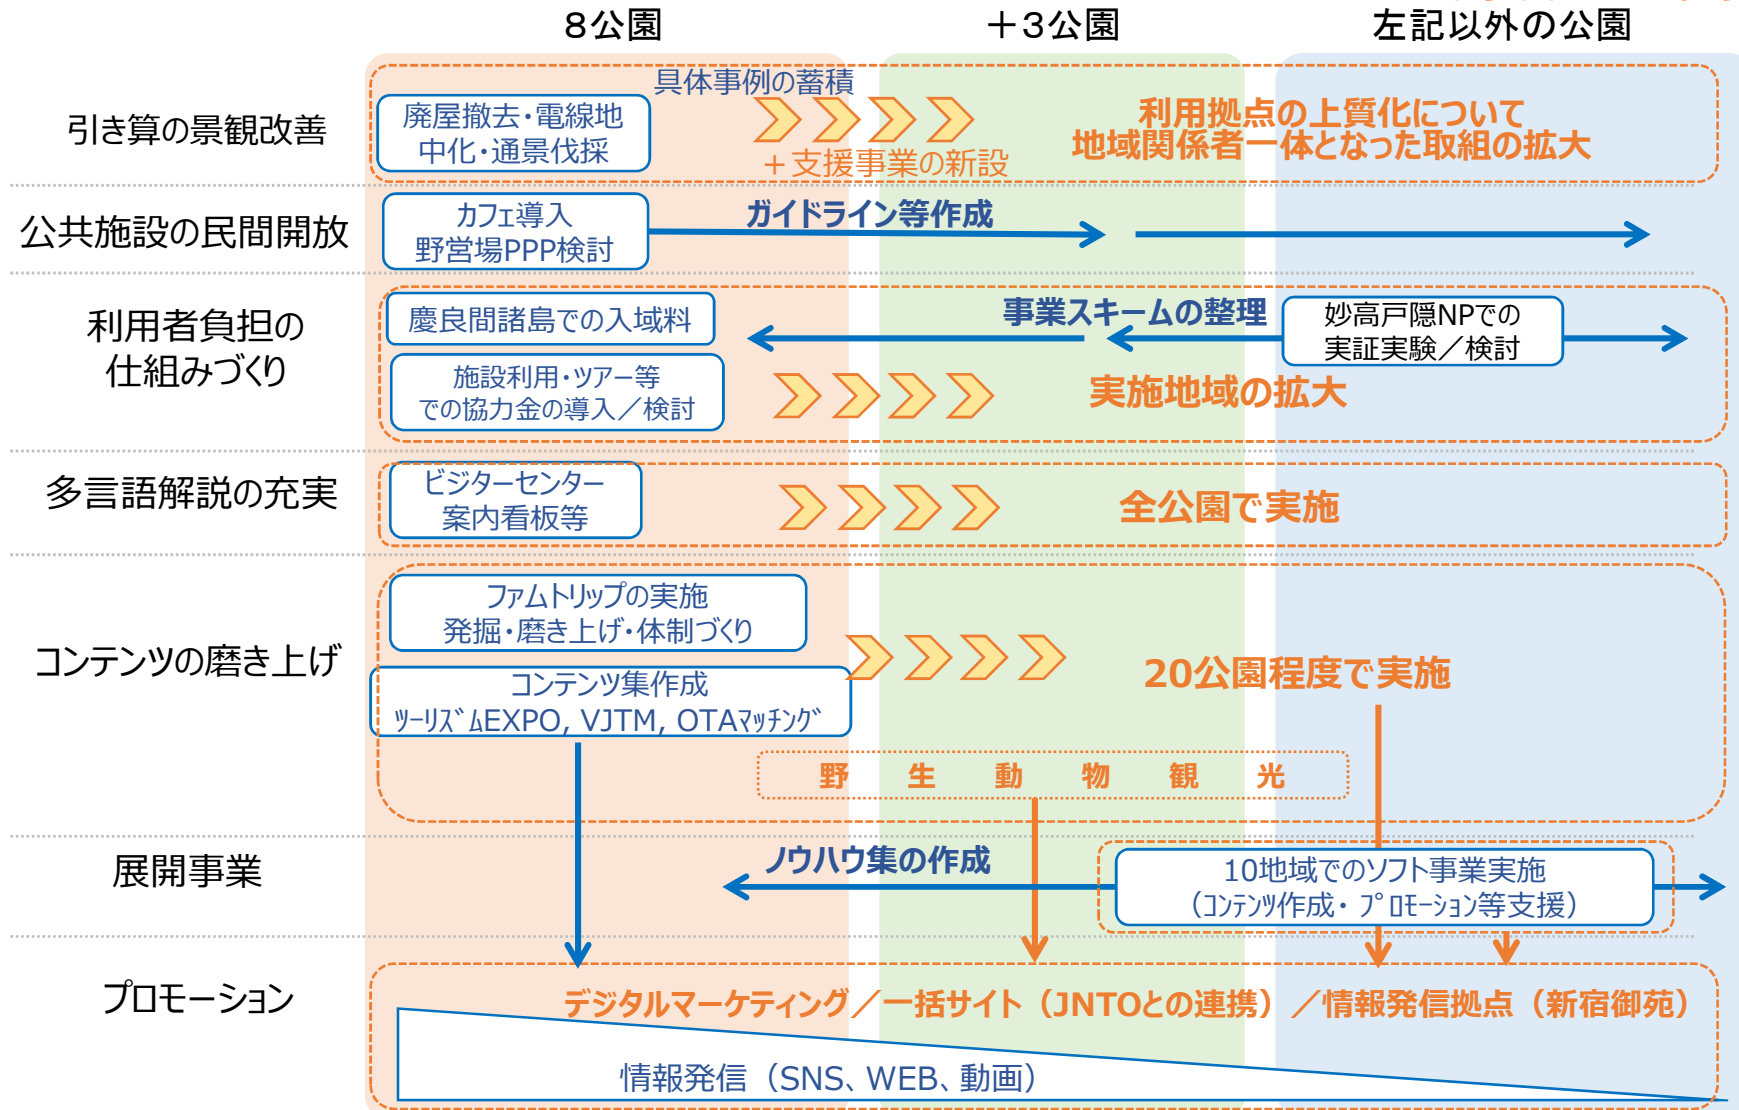 8公園
+3公園
左記以外の公園
引き算の景観改善
具体事例の蓄積
廃屋撤去・電線地
中化・通景伐採
+支援事業の新設
利用拠点の上質化について
地域関係者一体となった取組の拡大
公共施設の民間開放
カフェ導入
野営場PPP検討
ガイドライン等作成
利用者負担の
仕組みづくり
慶良間諸島での入域料
事業スキームの整理
妙高戸隠NPでの
実証実験/検討
施設利用・ツアー等
での協力金の導入/検討
実施地域の拡大
多言語解説の充実
ビジターセンター
案内看板等
全公園で実施
コンテンツの磨き上げ
ファムトリップの実施
発掘・磨き上げ・体制づくり
コンテンツ集作成
ツーリズムEXPO, VJTM, OTAマッチング
20公園程度で実施
野生動物観光
展開事業
ノウハウ集の作成
10地域でのソフト事業実施
(コンテンツ作成・プロモーション等支援)
プロモーション
デジタルマーケティング/一括サイト(JNTOとの連携)/情報発信拠点(新宿御苑)
情報発信(SNS、WEB、動画)